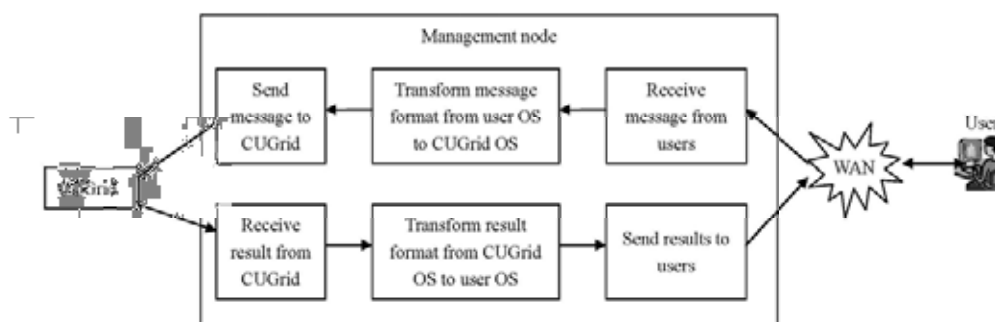 Management node
Send
message to
CUGrid
Transform message
format from user OS
to CUGrid OS
Receive
message from
users
User
WAN
Receive
result from
CUGrid
Transform result
format from CUGrid
OS to user OS
Send results to
users